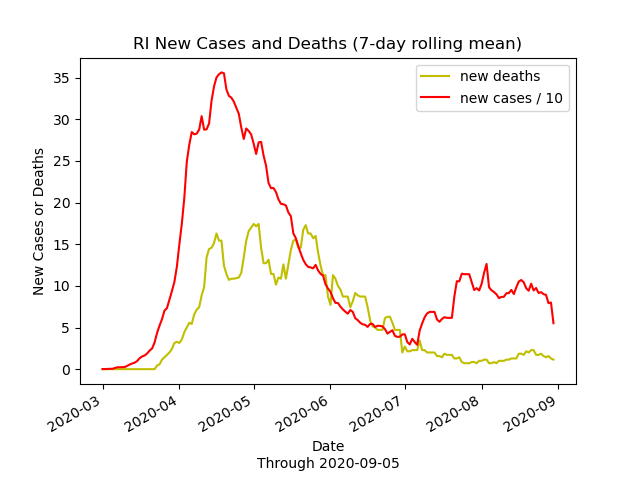 RI New Cases and Deaths (7-day rolling mean)
new deaths
new cases / 10
35
30
25
20
15
10
5
0
New Cases or Deaths
2020-03
2020-04
2020-05
2020-06
2020-07
2020-08
2020-09
Date
Through 2020-09-05